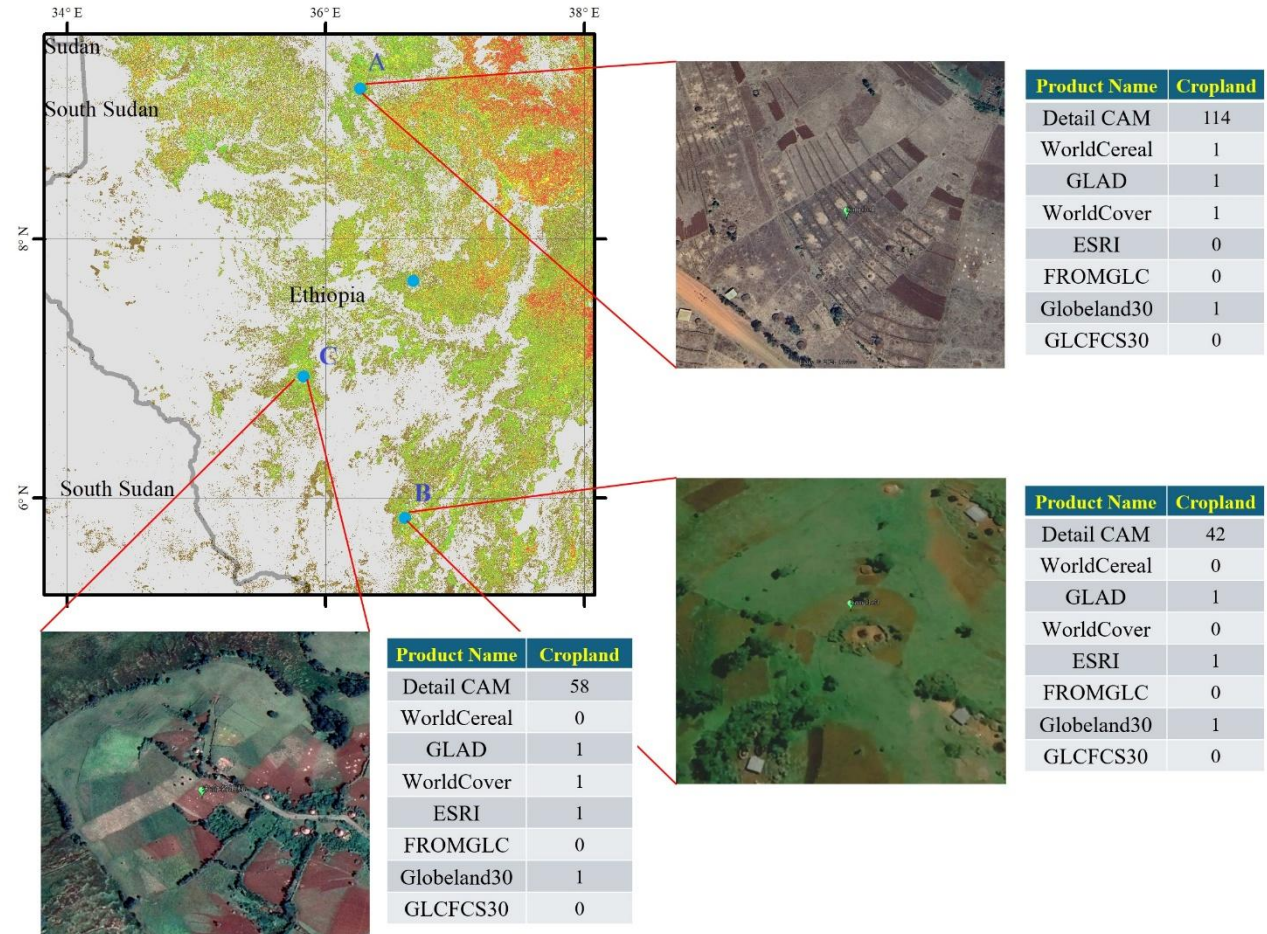 34° E
36° E
38° E
Sudan
A
South Sudan
8° N
Ethiopia
C
6° N
South Sudan
B
Product Name Cropland
Detail CAM 114
WorldCereal 1
GLAD 1
WorldCover 1
ESRI 0
FROMGLC 0
Globeland30 1
GLCFCS30 0
Product Name Cropland
Detail CAM 42
WorldCereal 0
GLAD 1
WorldCover 0
ESRI 1
FROMGLC 0
Globeland30 1
GLCFCS30 0
Product Name Cropland
Detail CAM 58
WorldCereal 0
GLAD 1
WorldCover 1
ESRI 1
FROMGLC 0
Globeland30 1
GLCFCS30 0